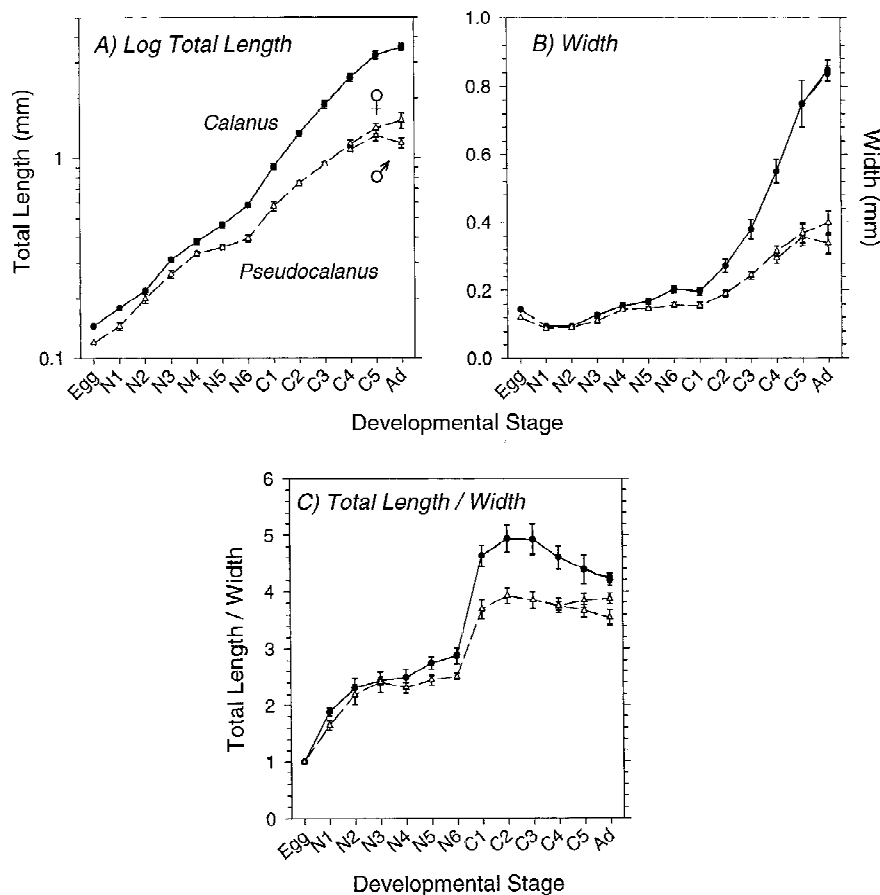 A) Log Total Length
Total Length (mm)
1
0.1
Calanus
♀
♂
Pseudocalanus
Egg N1 N2 N3 N4 N5 N6 C1 C2 C3 C4 C5 Ad
B) Width
1.0
0.8
0.6
0.4
0.2
0.0
Width (mm)
Egg N1 N2 N3 N4 N5 N6 C1 C2 C3 C4 C5 Ad
Developmental Stage
C) Total Length / Width
Total Length / Width
6
5
4
3
2
1
0
Egg N1 N2 N3 N4 N5 N6 C1 C2 C3 C4 C5 Ad
Developmental Stage